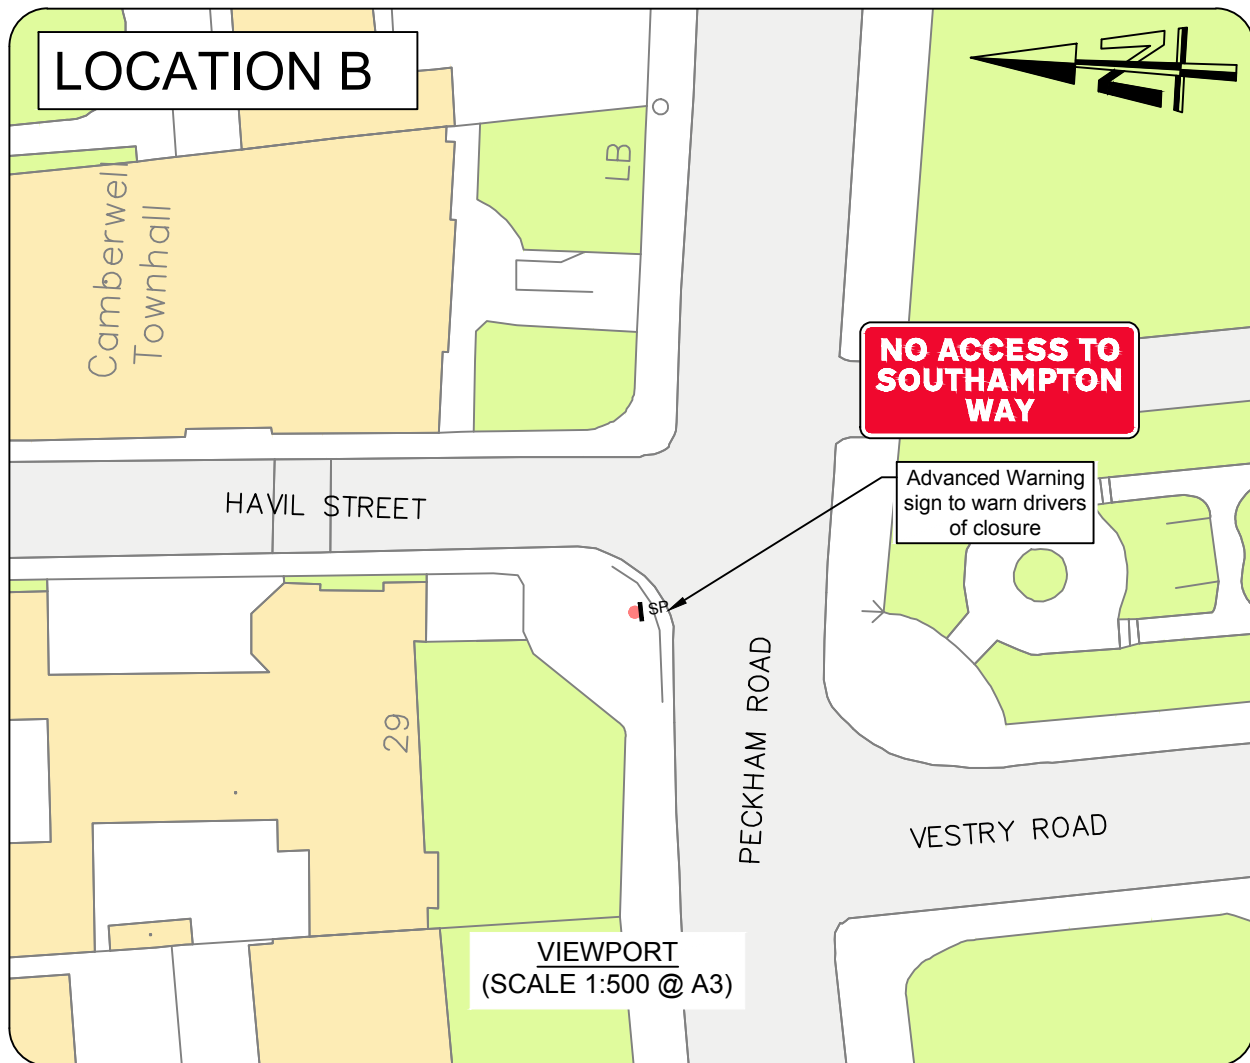 LOCATION B
N
LB
Camberwell
Townhall
NO ACCESS TO
SOUTHAMPTON
WAY
Advanced Warning
sign to warn drivers
of closure
HAVIL STREET
SP
29
PECKHAM ROAD
VESTRY ROAD
VIEWPORT
(SCALE 1:500 @ A3)